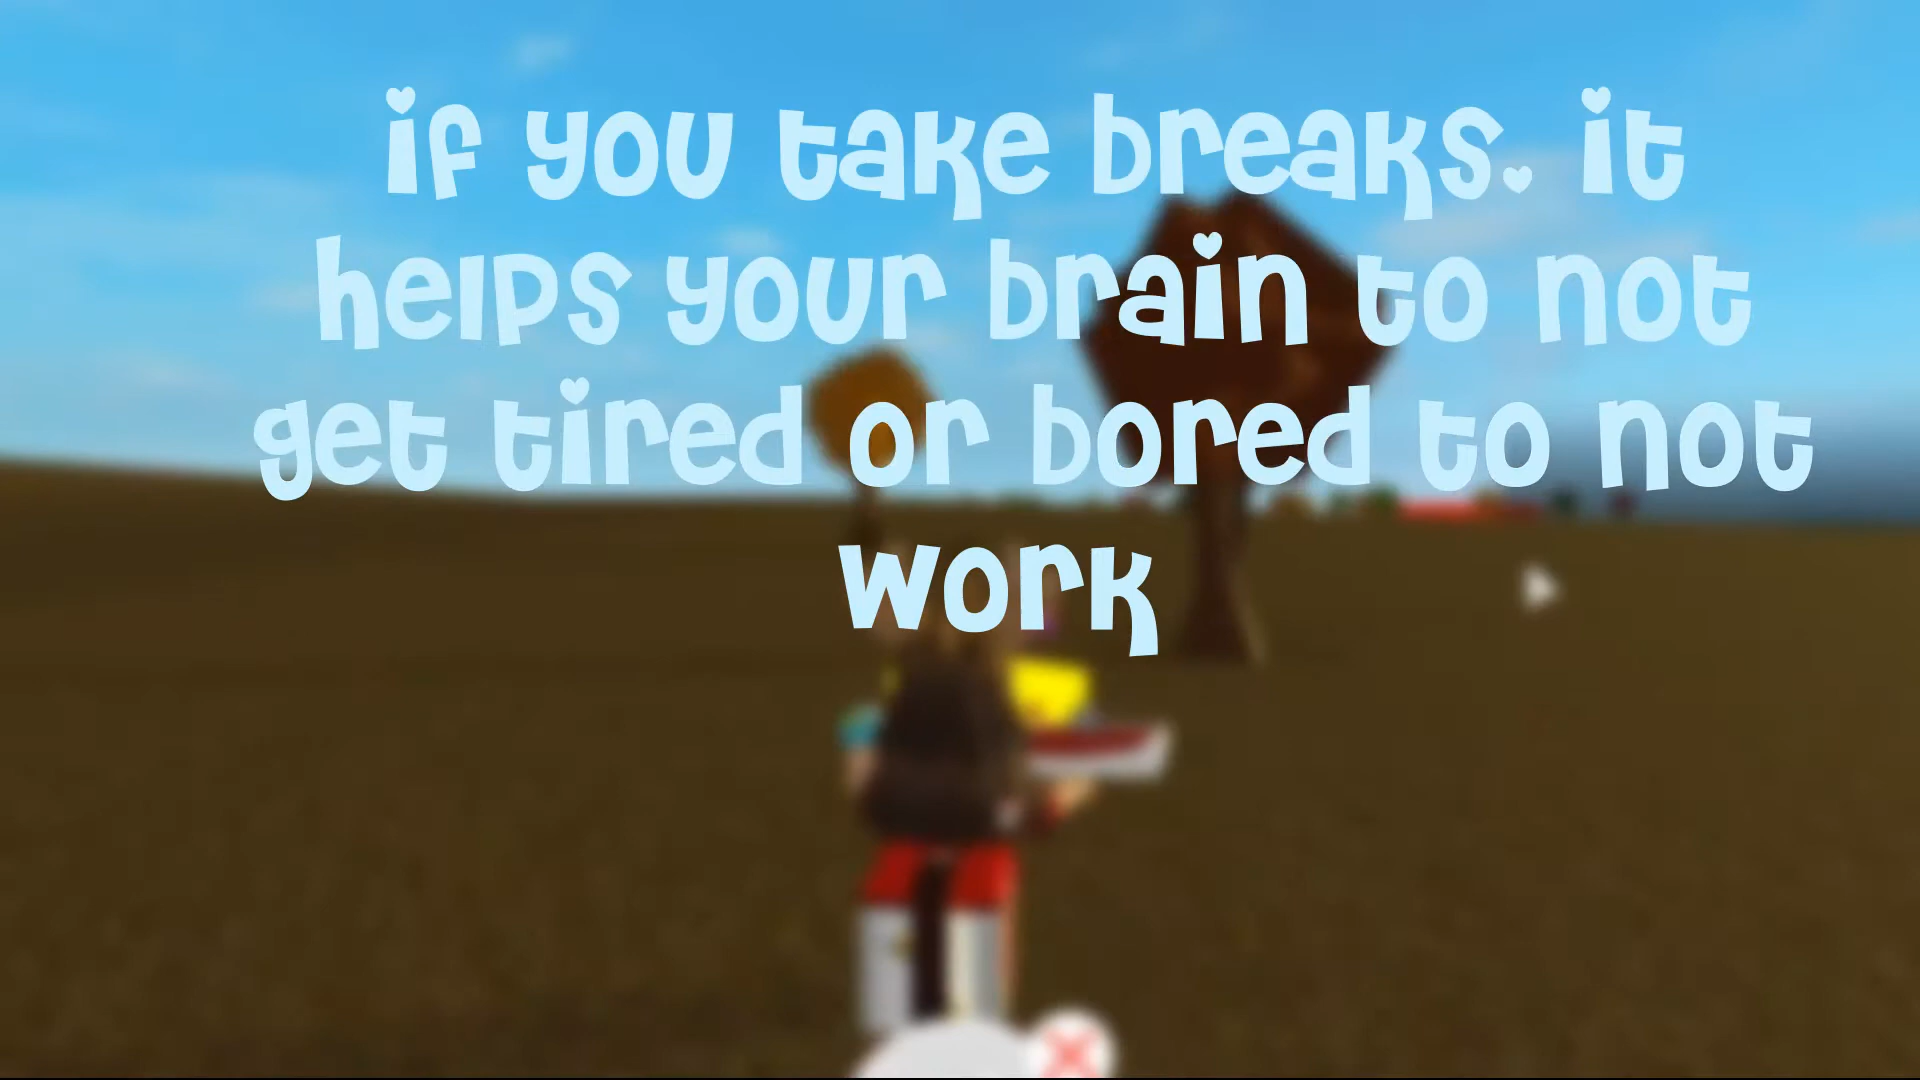 if you take breaks. it
helps your brain to not
get tired or bored to not
work